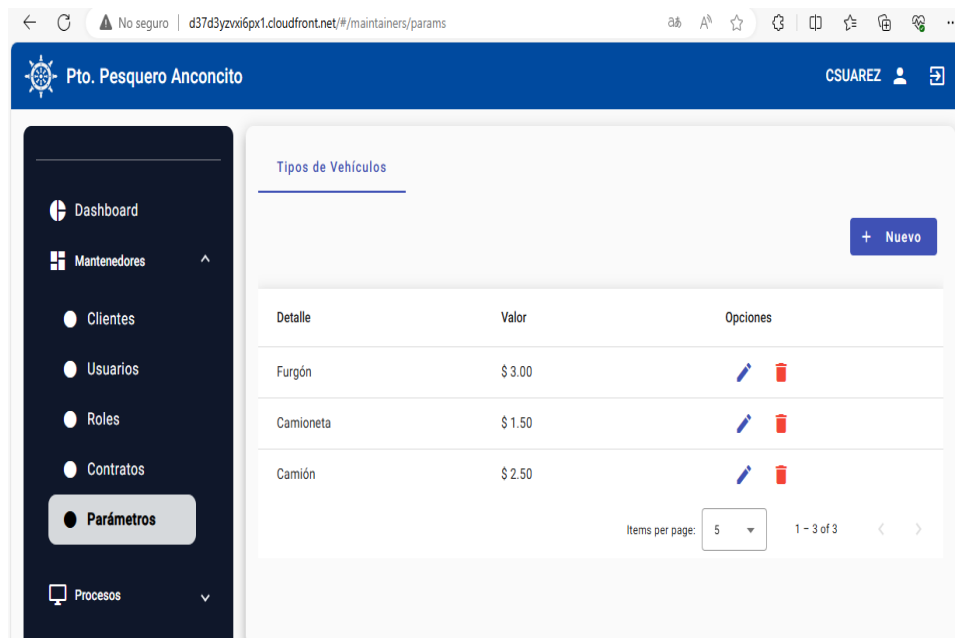 No seguro d37d3yzvxi6px1.cloudfront.net/#/maintainers/params
Pto. Pesquero Anconcito
CSUAREZ
Dashboard
Mantenedores
Clientes
Usuarios
Roles
Contratos
Parámetros
Procesos
Tipos de Vehículos
+ Nuevo
Detalle Valor Opciones
Furgón $ 3.00
Camioneta $ 1.50
Camión $ 2.50
Items per page: 5 1 – 3 of 3